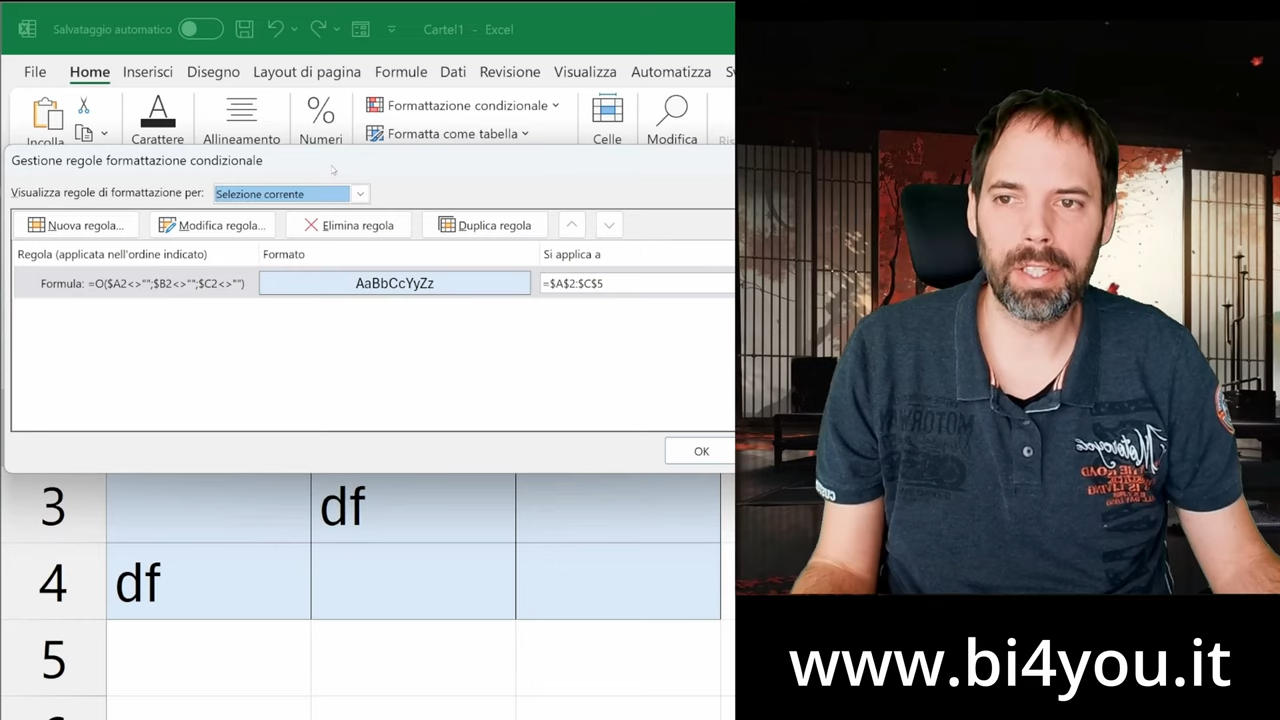 Salvataggio automatico
Cartel1 - Excel
File Home Inserisci Disegno Layout di pagina Formule Dati Revisione Visualizza Automatizza
Incolla
Carattere
Allineamento
%
Numeri
Formattazione condizionale
Formatta come tabella
Celle
Modifica
Gestione regole formattazione condizionale
Visualizza regole di formattazione per: Selezione corrente
Nuova regola... Modifica regola... Elimina regola Duplica regola
Regola (applicata nell'ordine indicato) Formato Si applica a
Formula: =O($A2<>"";$B2<>"";$C2<>"") AaBbCcYyZz =$A$2:$C$5
OK
3 df
4 df
5
www.bi4you.it